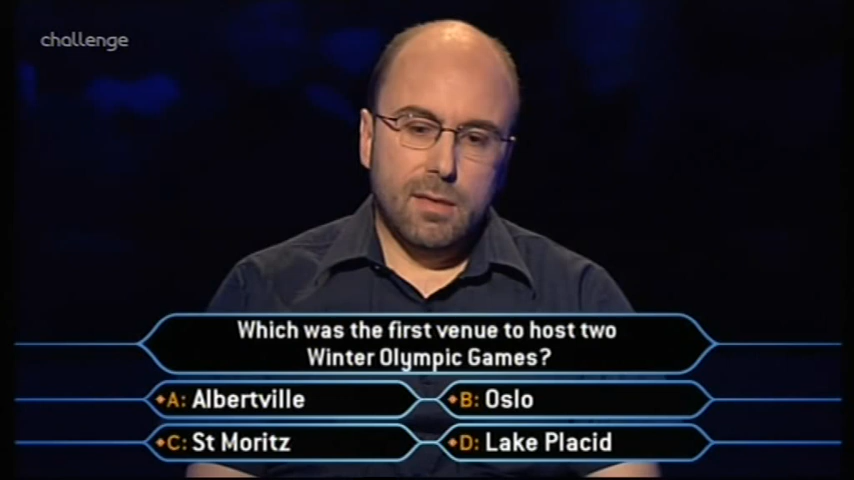 challenge
Which was the first venue to host two
Winter Olympic Games?
A: Albertville
B: Oslo
C: St Moritz
D: Lake Placid